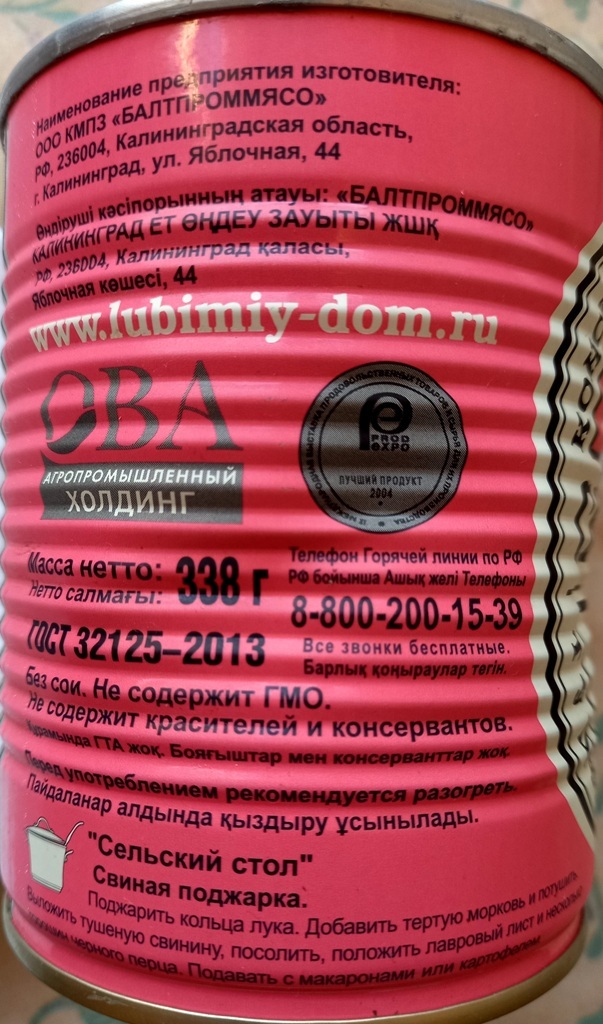 Наименование предприятия изготовителя:
ООО КМПЗ «БАЛТПРОММЯСО»
РФ, 236004, Калининградская область,
г. Калининград, ул. Яблочная, 44
Өндіруші кәсіпорынның атауы: «БАЛТПРОММЯСО»
КАЛИНИНГРАД ЕТ ӨҢДЕУ ЗАУЫТЫ ЖШҚ
РФ, 236004, Калининград қаласы,
Яблочная көшесі, 44
www.lubimiy-dom.ru
ОВА
АГРОПРОМЫШЛЕННЫЙ
ХОЛДИНГ
PROD
EXPO
ЛУЧШИЙ ПРОДУКТ
2004
Масса нетто: 338 г
Нетто салмағы:
ГОСТ 32125–2013
Телефон Горячей линии по РФ
РФ бойынша Ашық желі Телефоны
8-800-200-15-39
Все звонки бесплатные.
Барлық қоңыраулар тегін.
Без сои. Не содержит ГМО.
Не содержит красителей и консервантов.
Құрамында ГТА жоқ. Бояғыштар мен консерванттар жоқ.
Перед употреблением рекомендуется разогреть.
Пайдаланар алдында қыздыру ұсынылады.
"Сельский стол"
Свиная поджарка.
Поджарить кольца лука. Добавить тертую морковь и потушить.
Выложить тушеную свинину, посолить, положить лавровый лист и несколько
горошин черного перца. Подавать с макаронами или картофелем